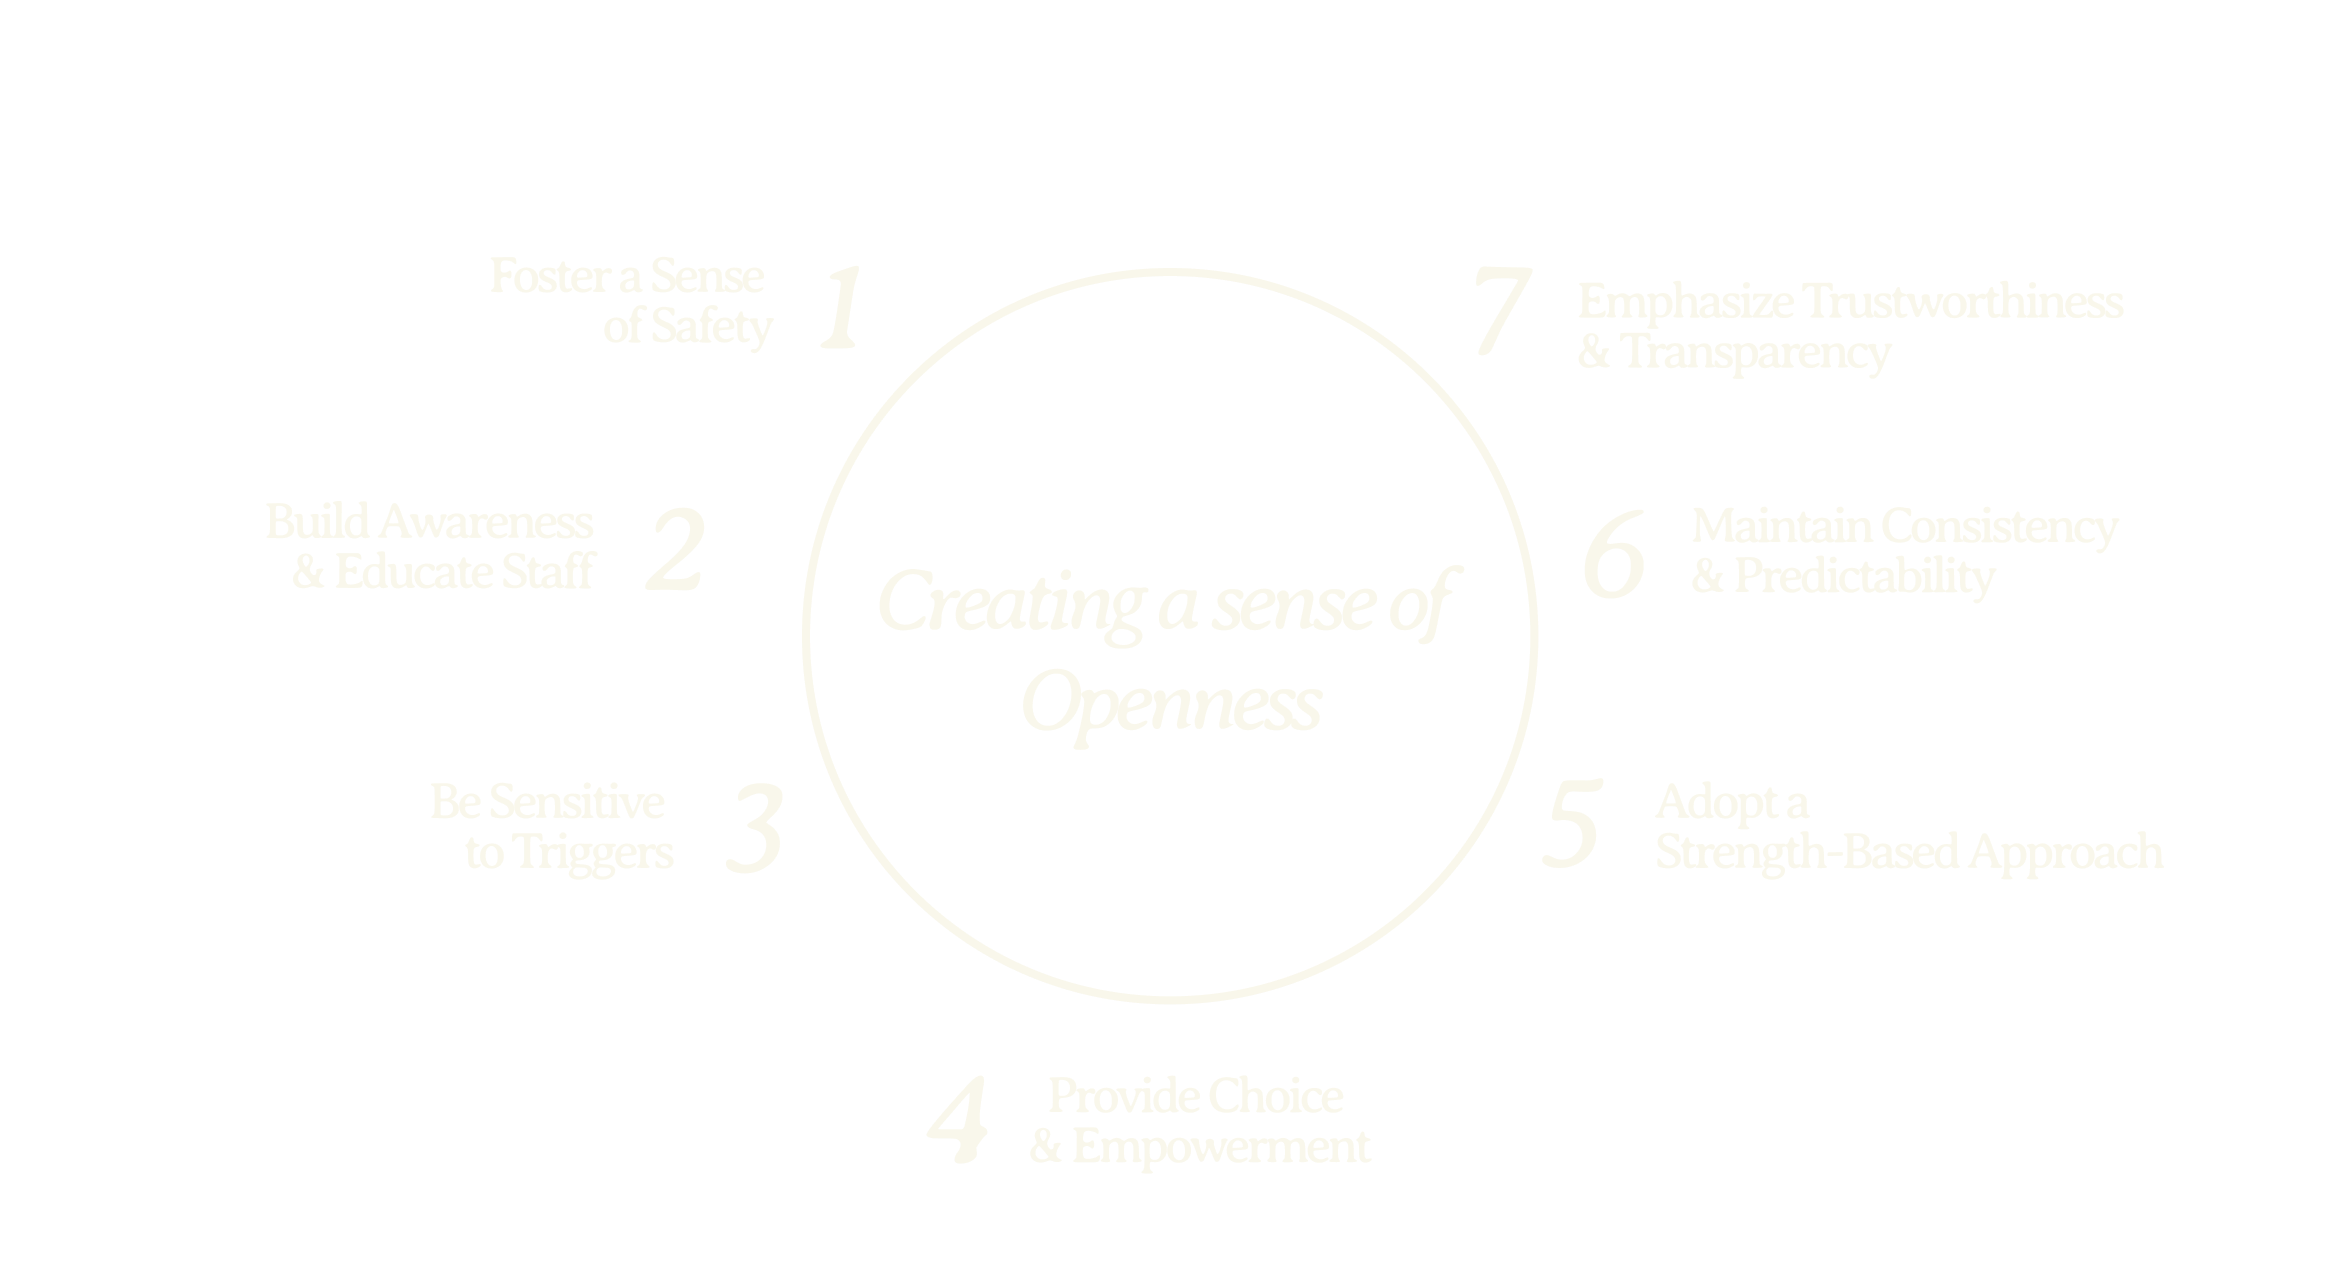 1
Foster a Sense
of Safety
2
Build Awareness
& Educate Staff
3
Be Sensitive
to Triggers
4
Provide Choice
& Empowerment
5
Adopt a
Strength-Based Approach
6
Maintain Consistency
& Predictability
7
Emphasize Trustworthiness
& Transparency
Creating a sense of
Openness